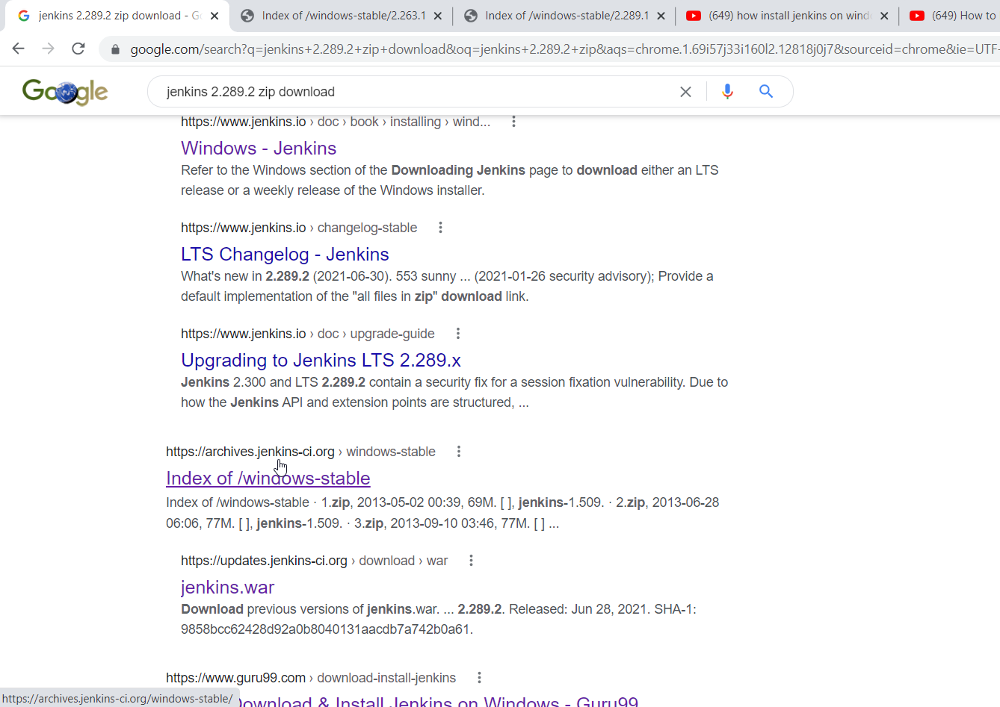 jenkins 2.289.2 zip download - Go
Index of /windows-stable/2.263.1
Index of /windows-stable/2.289.1
(649) how install jenkins on wind
(649) How to
google.com/search?q=jenkins+2.289.2+zip+download&oq=jenkins+2.289.2+zip&aqs=chrome.1.69i57j33i160l2.12818j0j7&sourceid=chrome&ie=UTF-
Google
jenkins 2.289.2 zip download
https://www.jenkins.io › doc › book › installing › wind...
Windows - Jenkins
Refer to the Windows section of the Downloading Jenkins page to download either an LTS
release or a weekly release of the Windows installer.
https://www.jenkins.io › changelog-stable
LTS Changelog - Jenkins
What's new in 2.289.2 (2021-06-30). 553 sunny ... (2021-01-26 security advisory); Provide a
default implementation of the "all files in zip" download link.
https://www.jenkins.io › doc › upgrade-guide
Upgrading to Jenkins LTS 2.289.x
Jenkins 2.300 and LTS 2.289.2 contain a security fix for a session fixation vulnerability. Due to
how the Jenkins API and extension points are structured, ...
https://archives.jenkins-ci.org › windows-stable
Index of /windows-stable
Index of /windows-stable · 1.zip, 2013-05-02 00:39, 69M. [ ], jenkins-1.509. · 2.zip, 2013-06-28
06:06, 77M. [ ], jenkins-1.509. · 3.zip, 2013-09-10 03:46, 77M. [ ] ...
https://updates.jenkins-ci.org › download › war
jenkins.war
Download previous versions of jenkins.war. ... 2.289.2. Released: Jun 28, 2021. SHA-1:
9858bcc62428d92a0b8040131aacdb7a742b0a61.
https://www.guru99.com › download-install-jenkins
Download & Install Jenkins on Windows - Guru99
https://archives.jenkins-ci.org/windows-stable/